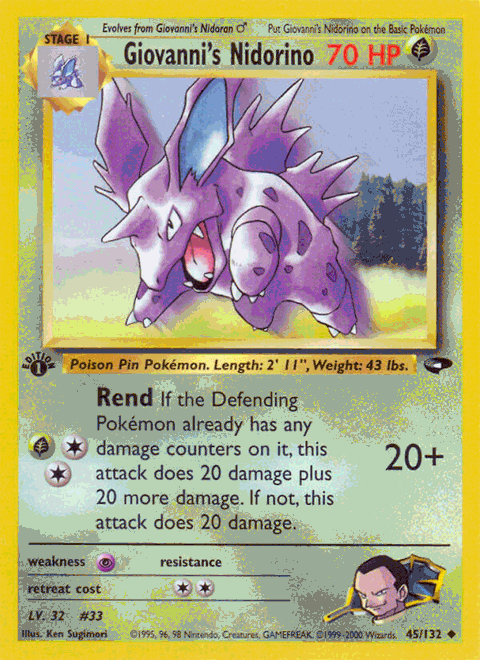 Evolves from Giovanni's Nidoran ♂ Put Giovanni's Nidorino on the Basic Pokémon
STAGE 1
Giovanni's Nidorino 70 HP
EDITION
1
Poison Pin Pokémon. Length: 2' 11", Weight: 43 lbs.
Rend If the Defending
Pokémon already has any
damage counters on it, this
attack does 20 damage plus
20 more damage. If not, this
attack does 20 damage.
20+
weakness resistance
retreat cost
LV. 32 #33
Illus. Ken Sugimori ©1995, 96, 98 Nintendo, Creatures, GAMEFREAK. ©1999-2000 Wizards. 45/132 ◆